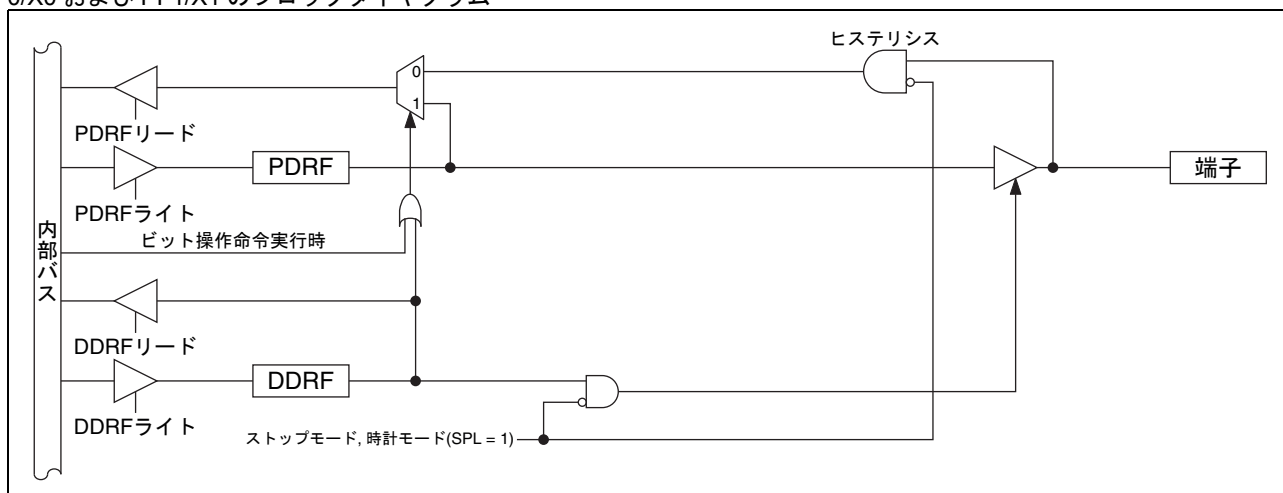 ヒステリシス
0
1
PDRFリード
PDRF
端子
PDRFライト
内部バス
ビット操作命令実行時
DDRFリード
DDRF
DDRFライト
ストップモード, 時計モード(SPL = 1)